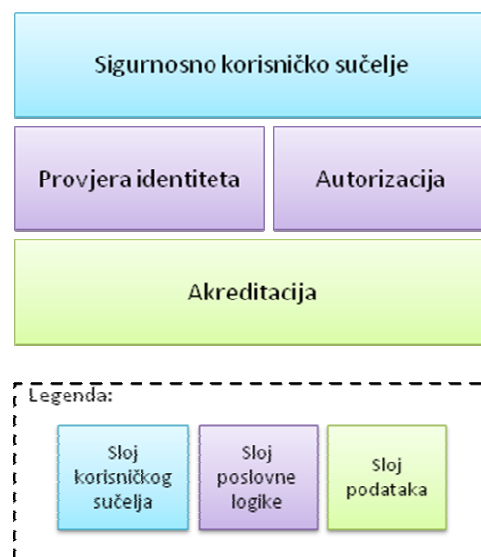 Sigurnosno korisničko sučelje
Provjera identiteta
Autorizacija
Akreditacija
Legenda:
Sloj
korisničkog
sučelja
Sloj
poslovne
logike
Sloj
podataka